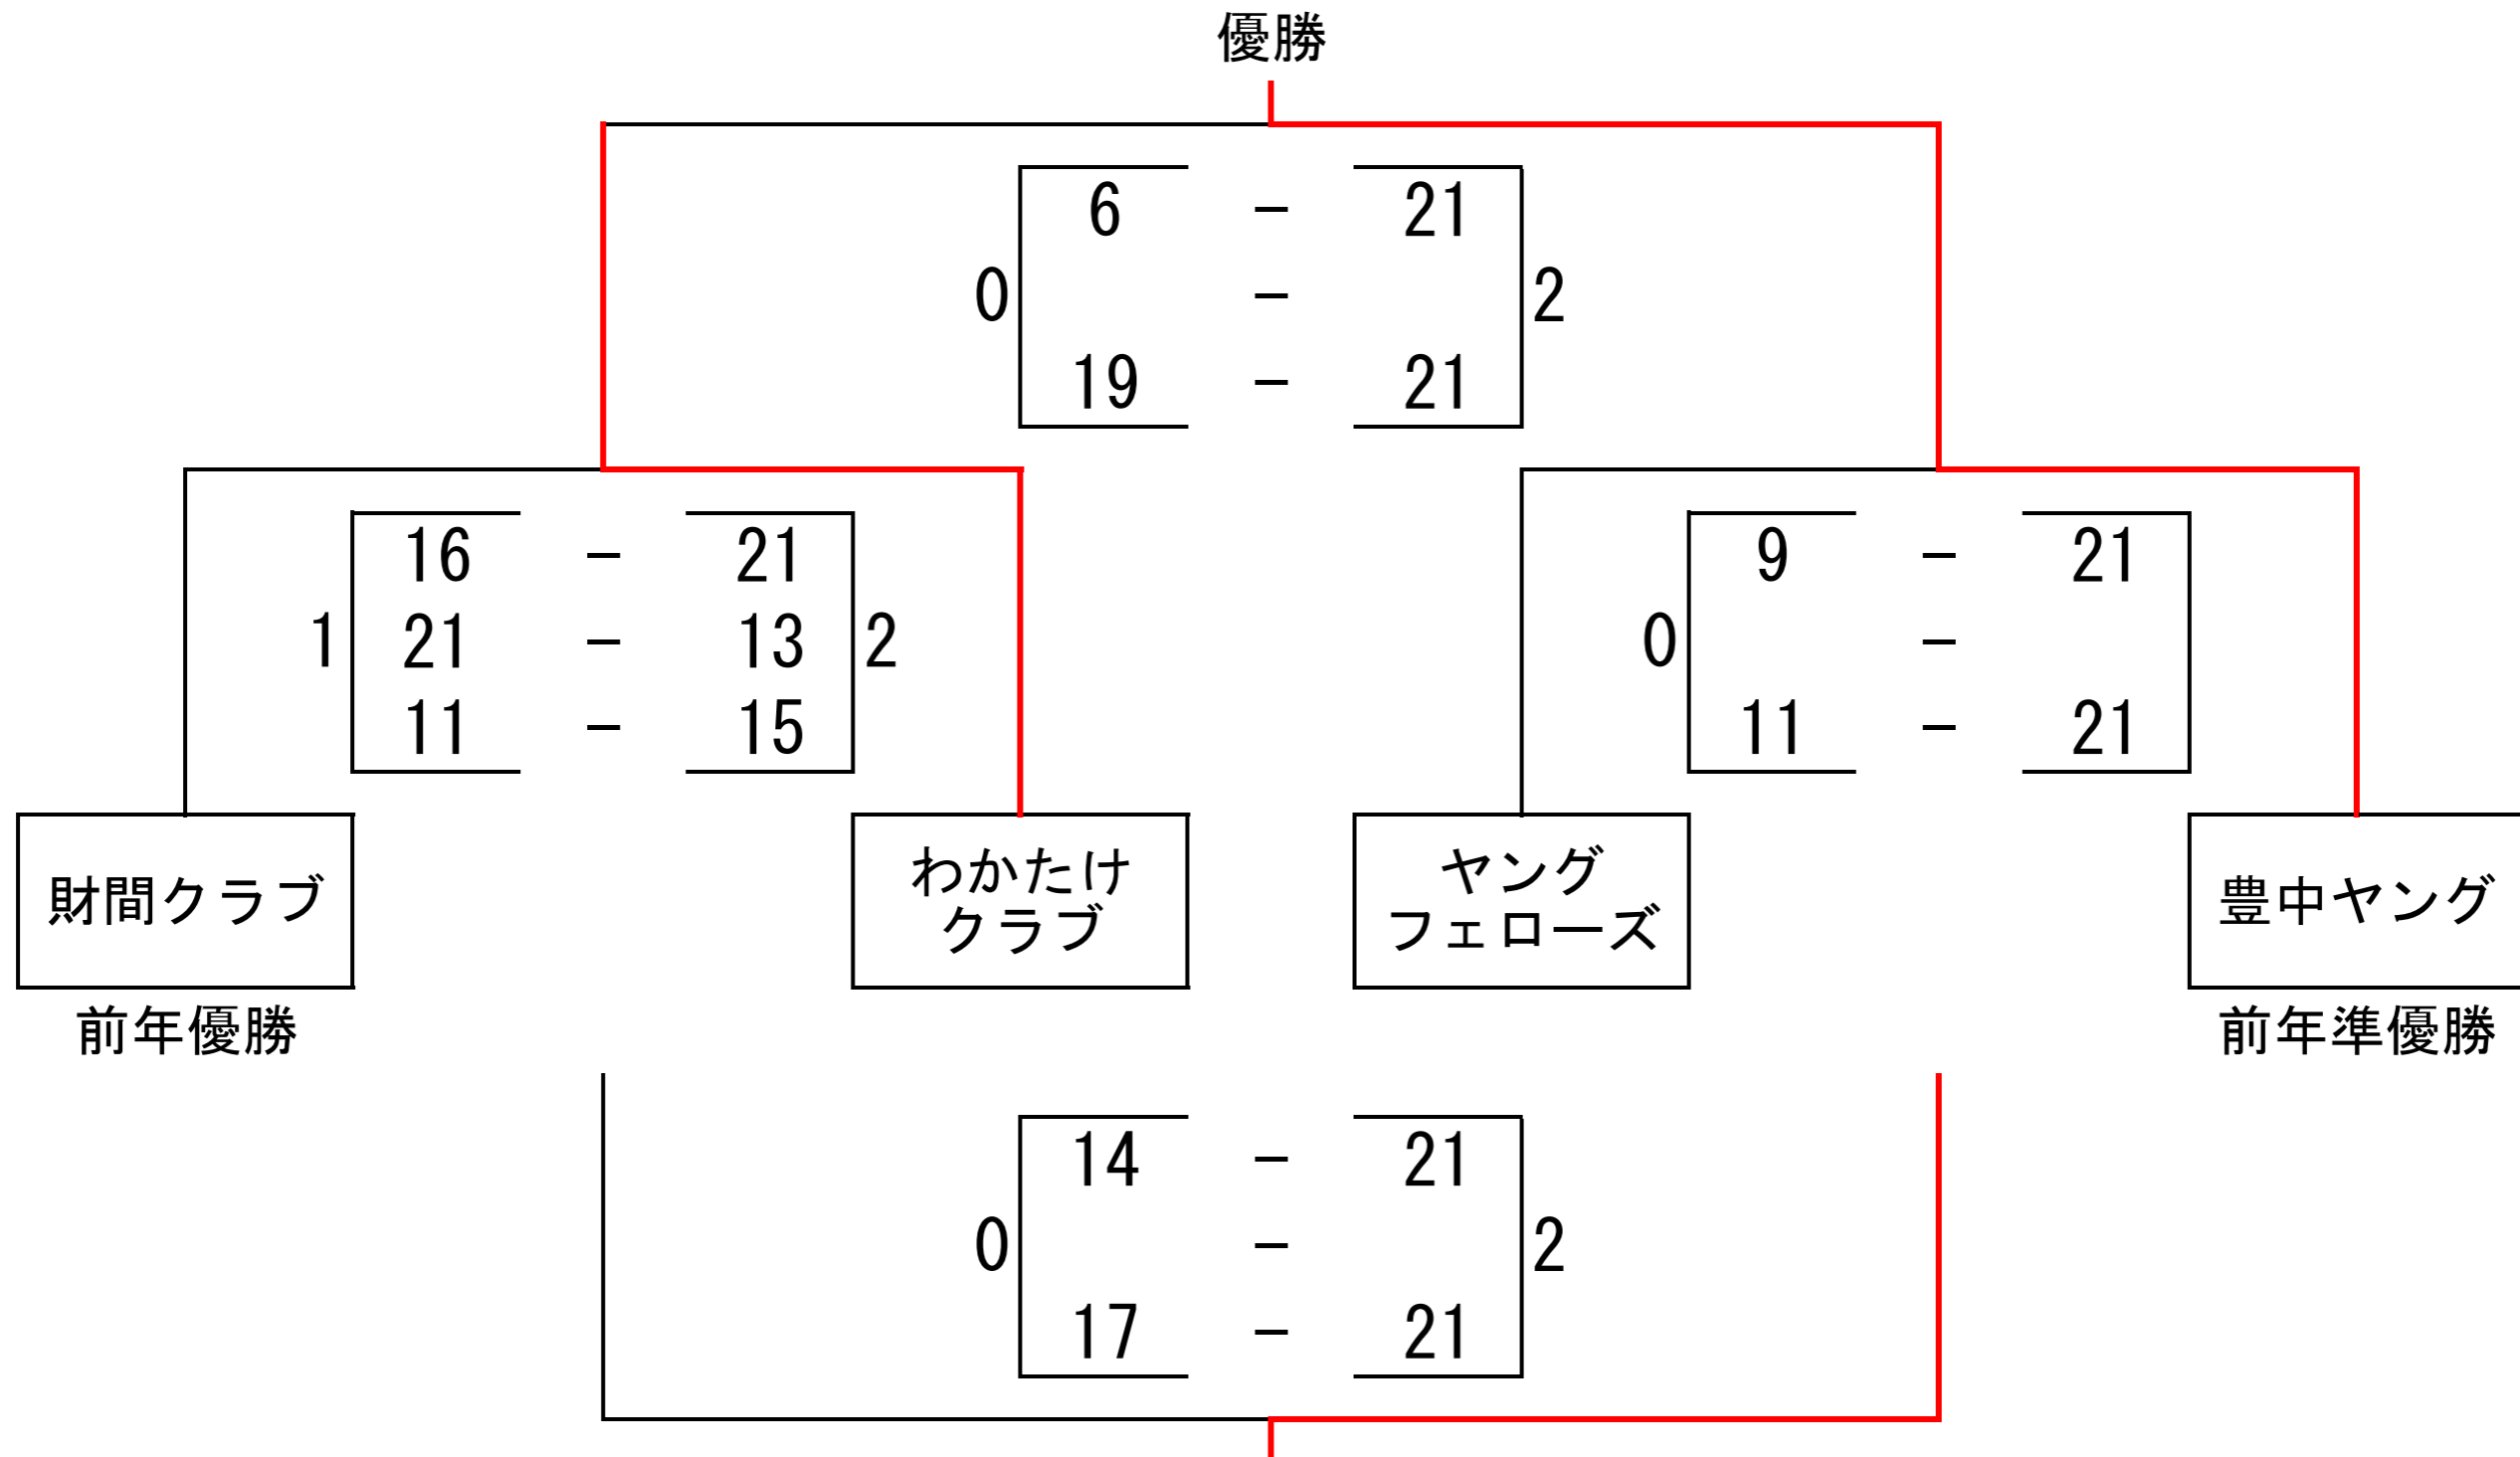 優勝
6 － 21
0 － 2
19 － 21
16 － 21
1 21 － 13 2
11 － 15
9 － 21
0 －
11 － 21
財間クラブ
わかたけ
クラブ
ヤング
フェローズ
豊中ヤング
前年優勝
前年準優勝
14 － 21
0 － 2
17 － 21